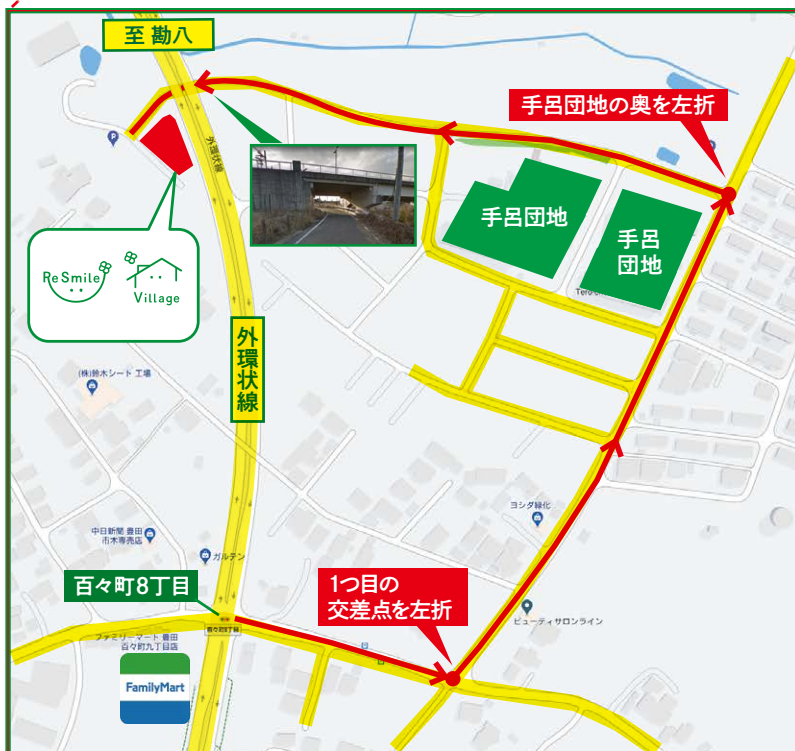 至 勘八
手呂団地の奥を左折
外環状線
手呂団地
手呂
団地
ReSmile
Village
外環状線
(株)鈴木シート 工場
ヨシダ緑化
中日新聞 豊田
市木専売店
ガルテン
百々町8丁目
1つ目の
交差点を左折
百々町8丁目
ビューティサロンライン
ファミリーマート 豊田
百々町九丁目店
FamilyMart